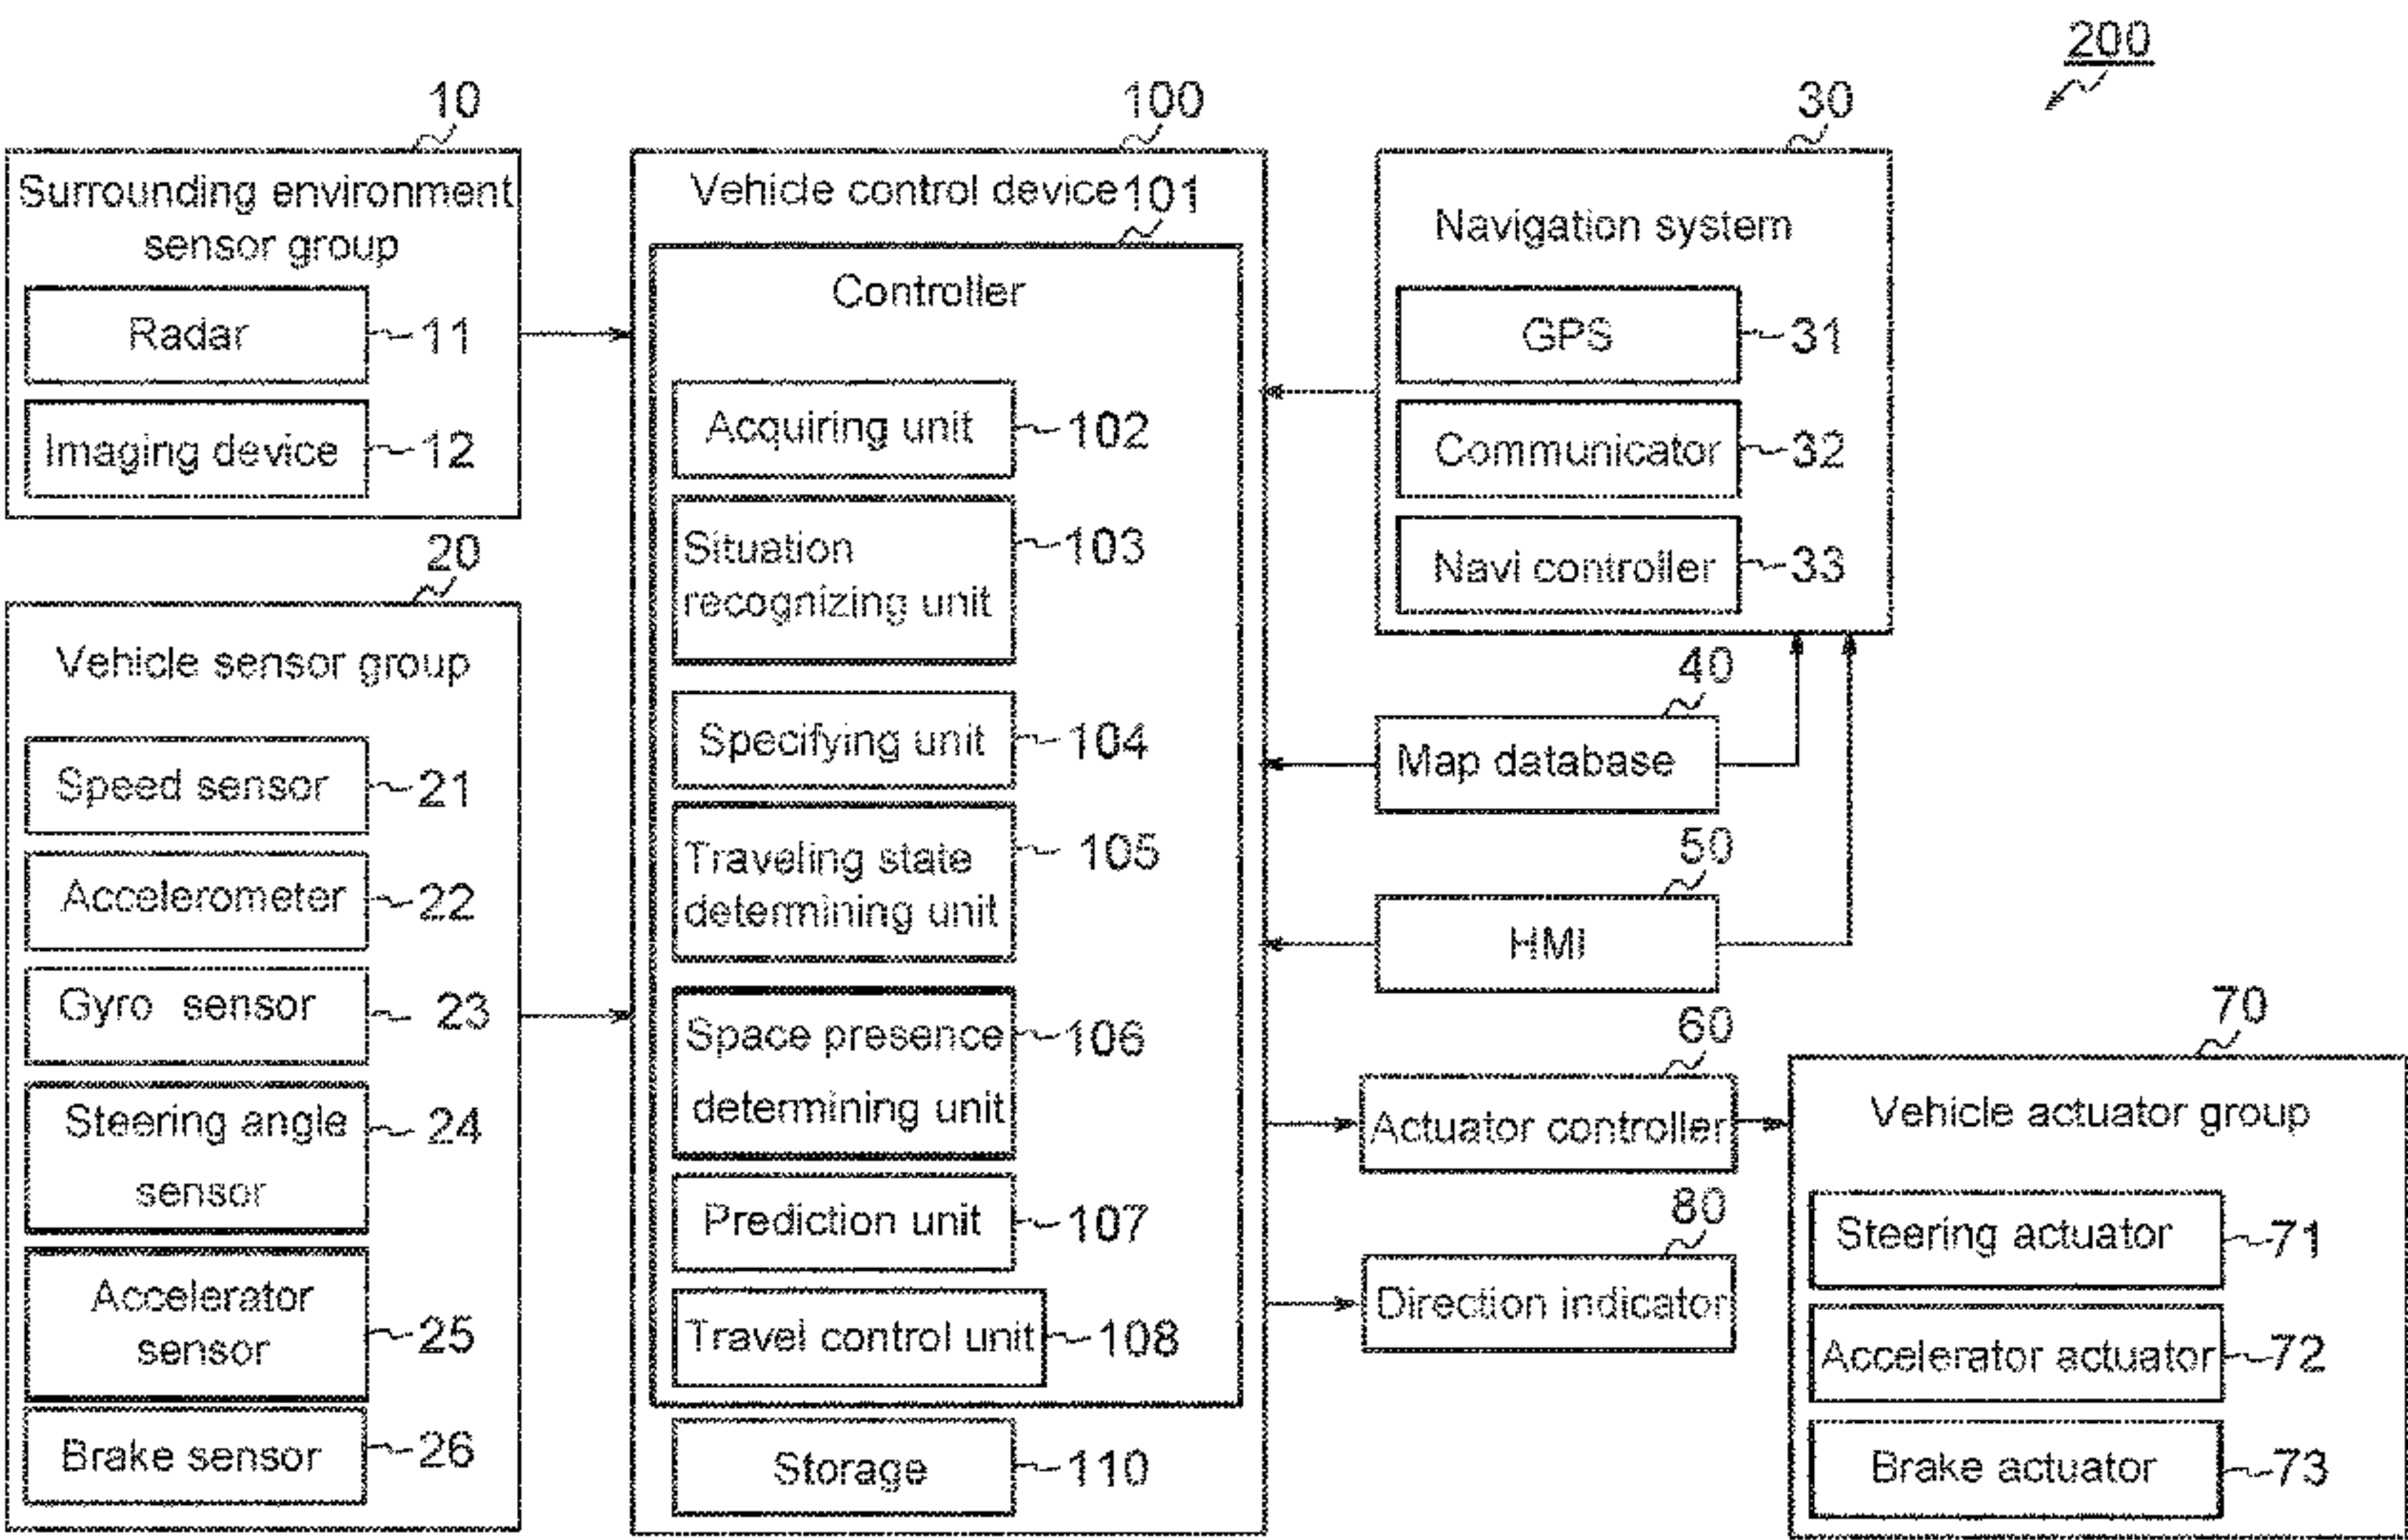 200
10
Surrounding environment
sensor group
Radar
11
Imaging device
12
20
Vehicle sensor group
Speed sensor
21
Accelerometer
22
Gyro sensor
23
Steering angle
sensor
24
Accelerator
sensor
25
Brake sensor
26
100
Vehicle control device
101
Controller
Acquiring unit
102
Situation
recognizing unit
103
Specifying unit
104
Traveling state
determining unit
105
Space presence
determining unit
106
Prediction unit
107
Travel control unit
108
Storage
110
30
Navigation system
GPS
31
Communicator
32
Navi controller
33
40
Map database
50
HMI
60
Actuator controller
80
Direction indicator
70
Vehicle actuator group
Steering actuator
71
Accelerator actuator
72
Brake actuator
73